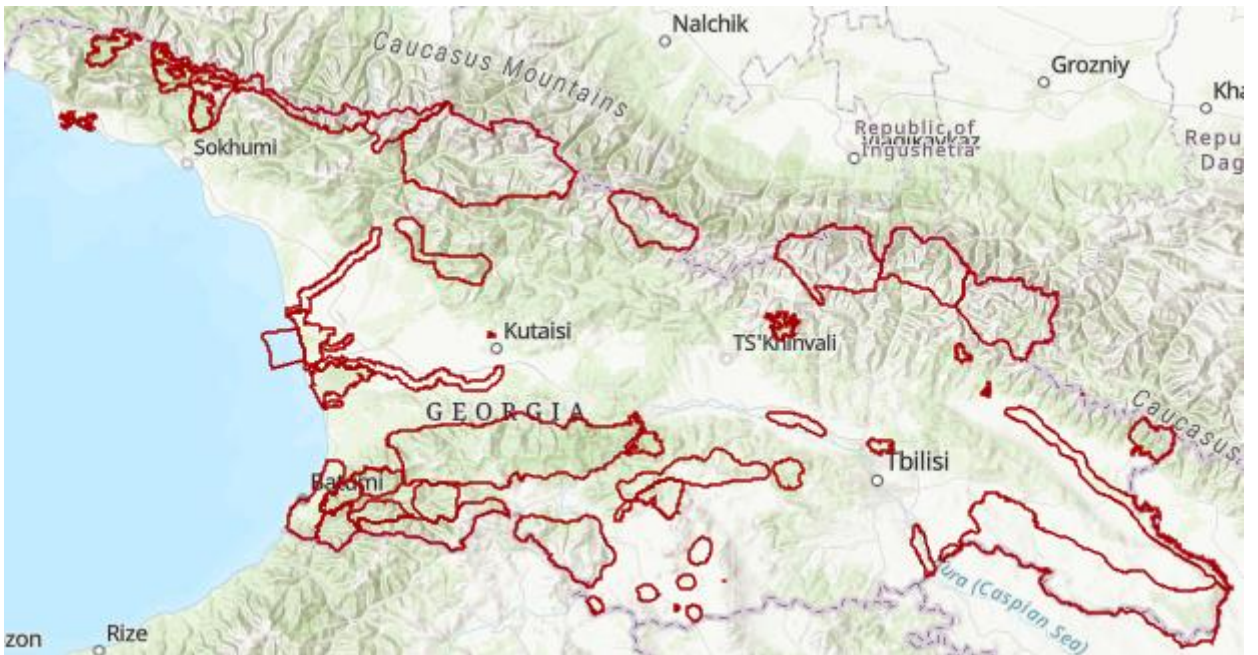 Nalchik
Caucasus Mountains
Grozniy
Kha
Republic of
Ingushetia
Repu
Dag
Sokhumi
Kutaisi
TS'Khinvali
GEORGIA
Caucasus
Tbilisi
Batumi
ura (Caspian Sea)
zon
Rize